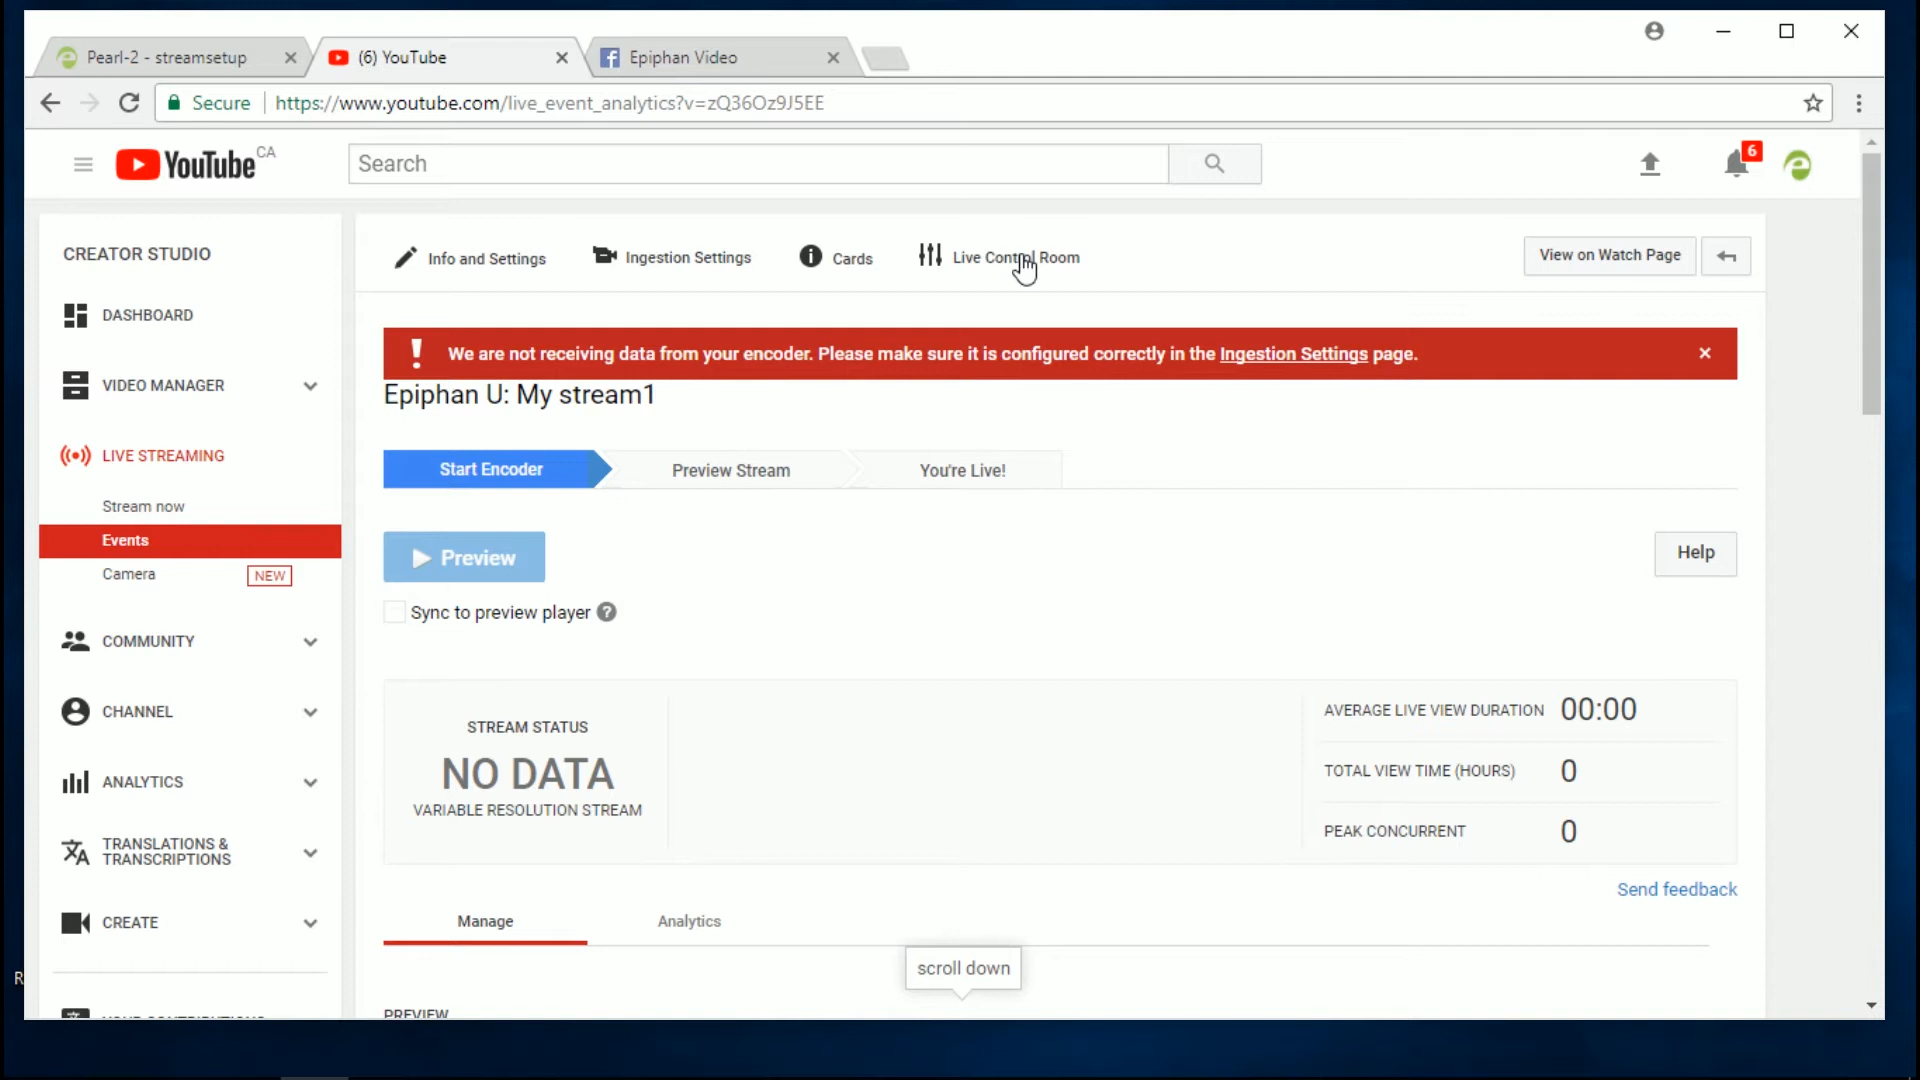 Pearl-2 - streamsetup
(6) YouTube
Epiphan Video
Secure
https://www.youtube.com/live_event_analytics?v=zQ36Oz9J5EE
YouTube CA
Search
6
CREATOR STUDIO
DASHBOARD
VIDEO MANAGER
LIVE STREAMING
Stream now
Events
Camera
NEW
COMMUNITY
CHANNEL
ANALYTICS
TRANSLATIONS &
TRANSCRIPTIONS
CREATE
Info and Settings
Ingestion Settings
Cards
Live Control Room
View on Watch Page
We are not receiving data from your encoder. Please make sure it is configured correctly in the Ingestion Settings page.
Epiphan U: My stream1
Start Encoder
Preview Stream
You're Live!
Preview
Help
Sync to preview player
STREAM STATUS
NO DATA
VARIABLE RESOLUTION STREAM
AVERAGE LIVE VIEW DURATION 00:00
TOTAL VIEW TIME (HOURS) 0
PEAK CONCURRENT 0
Send feedback
Manage
Analytics
scroll down
PREVIEW
R